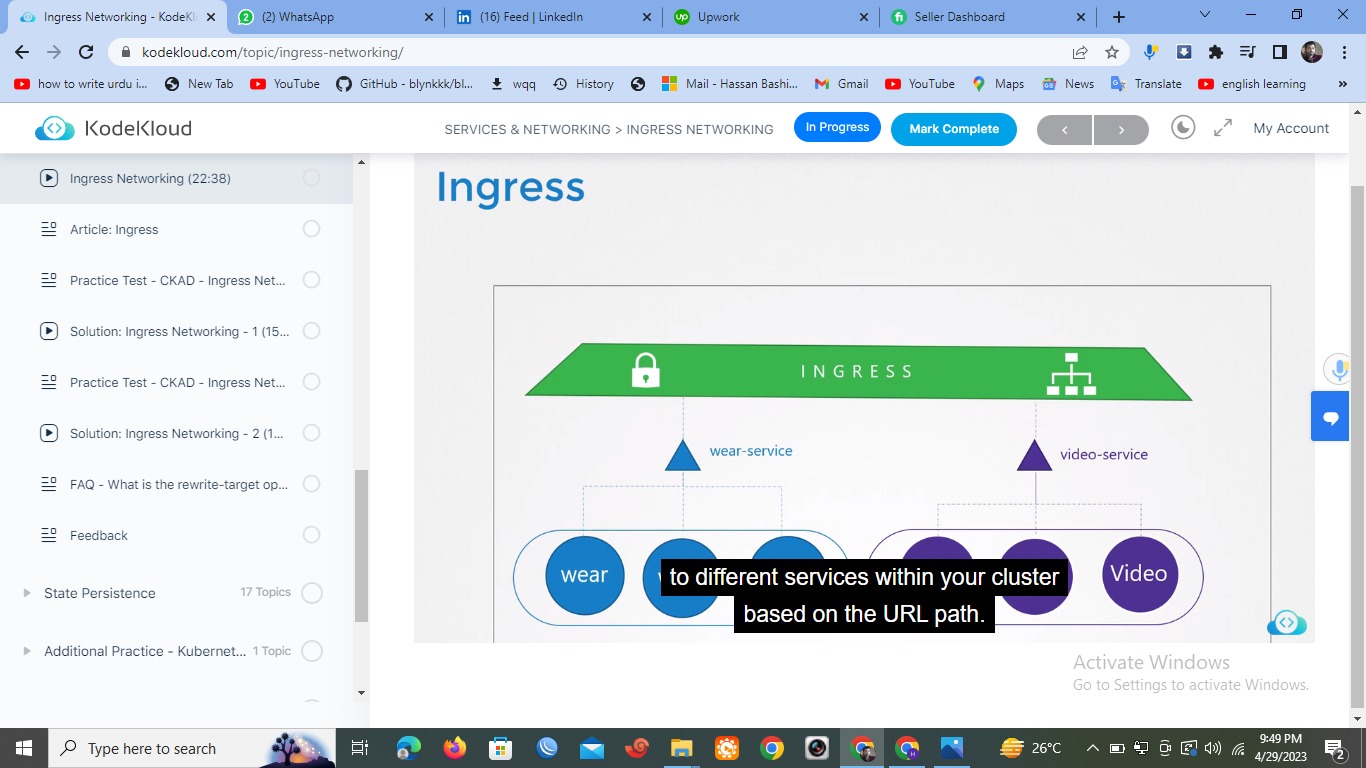 Ingress Networking - KodeKl
(2) WhatsApp
(16) Feed | LinkedIn
Upwork
Seller Dashboard
kodekloud.com/topic/ingress-networking/
how to write urdu i...
New Tab
YouTube
GitHub - blynkkk/bl...
wqq
History
Mail - Hassan Bashi...
Gmail
YouTube
Maps
News
Translate
english learning
»
KodeKloud
SERVICES & NETWORKING > INGRESS NETWORKING
In Progress
Mark Complete
My Account
Ingress Networking (22:38)
Article: Ingress
Practice Test - CKAD - Ingress Net...
Solution: Ingress Networking - 1 (15...
Practice Test - CKAD - Ingress Net...
Solution: Ingress Networking - 2 (1...
FAQ - What is the rewrite-target op...
Feedback
State Persistence
17 Topics
Additional Practice - Kubernet...
1 Topic
Ingress
INGRESS
wear-service
video-service
wear
Video
to different services within your cluster
based on the URL path.
Activate Windows
Go to Settings to activate Windows.
Type here to search
26°C
9:49 PM
4/29/2023
2